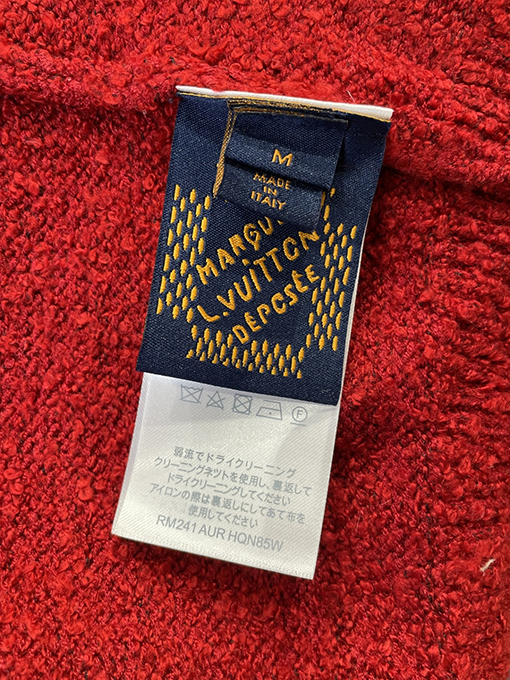 M
MADE
IN
ITALY
MARQU
L.VUITTON
DÉPOSÉE
F
弱流でドライクリーニング
クリーニングネットを使用し、裏返して
ドライクリーニングしてください
アイロンの際は裏返しにしてあて布を
使用してください
RM241 AUR HQN85W